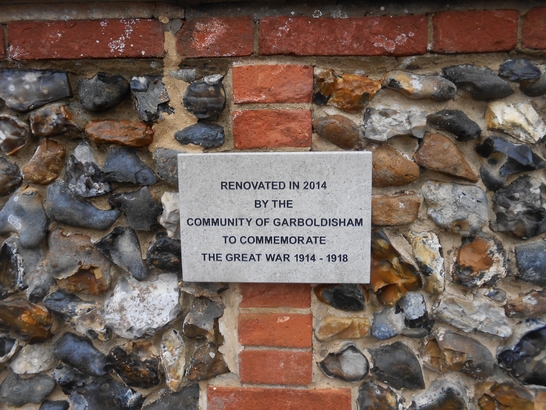 RENOVATED IN 2014
BY THE
COMMUNITY OF GARBOLDISHAM
TO COMMEMORATE
THE GREAT WAR 1914 - 1918